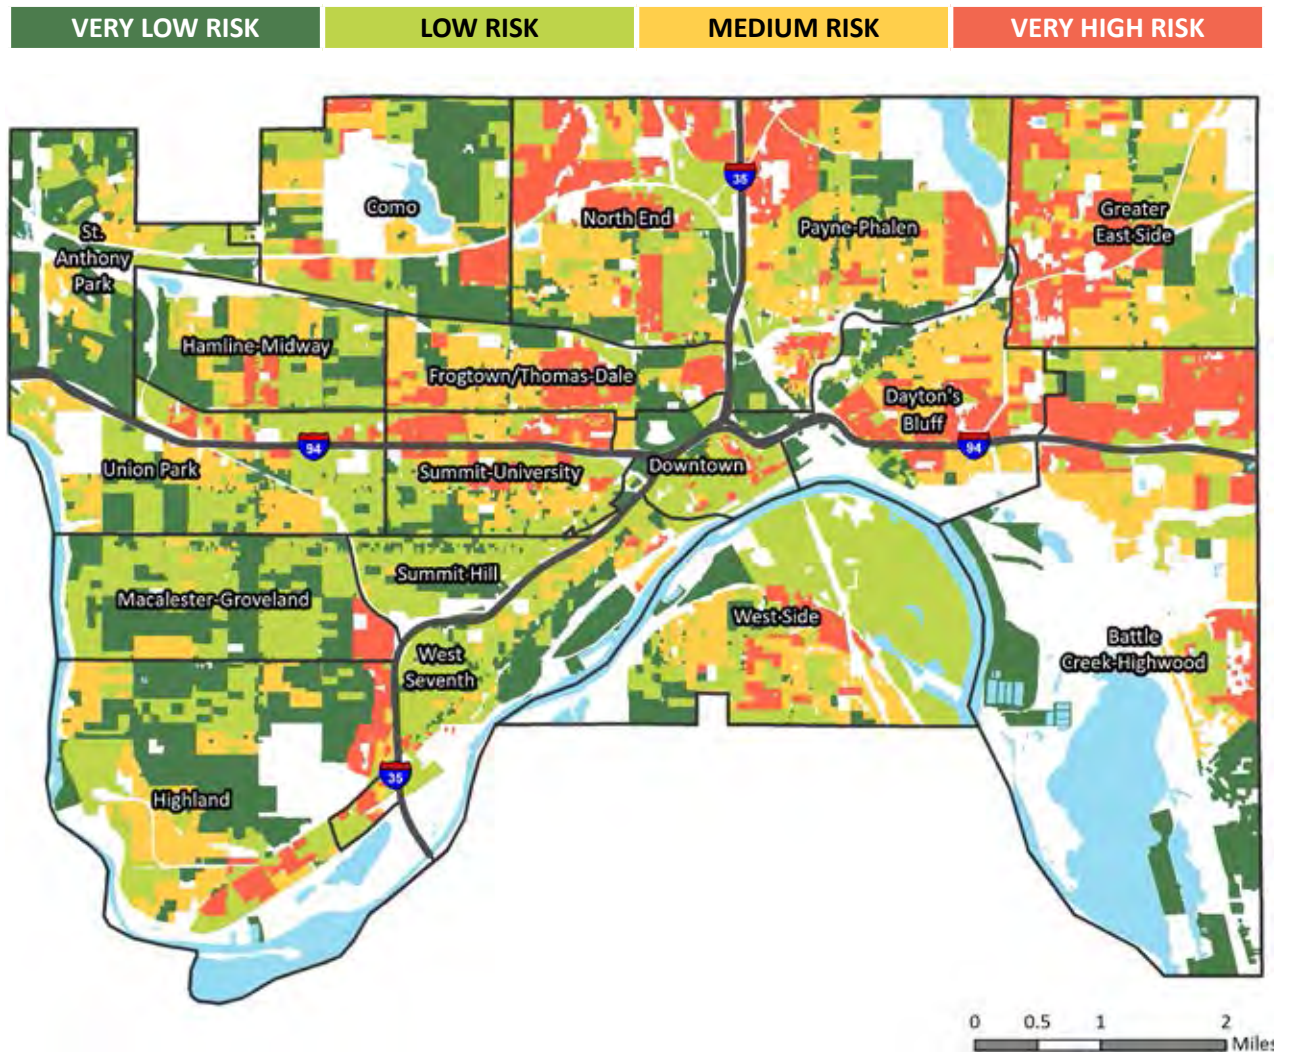 VERY LOW RISK
LOW RISK
MEDIUM RISK
VERY HIGH RISK
Como
North End
35
Payne-Phalen
Greater
East Side
St.
Anthony
Park
Hamline-Midway
Frogtown/Thomas-Dale
Dayton's
Bluff
94
94
Union Park
Summit-University
Downtown
Summit-Hill
Macalester-Groveland
West-Side
West
Seventh
Battle
Creek-Highwood
35
Highland
0 0.5 1 2
Miles